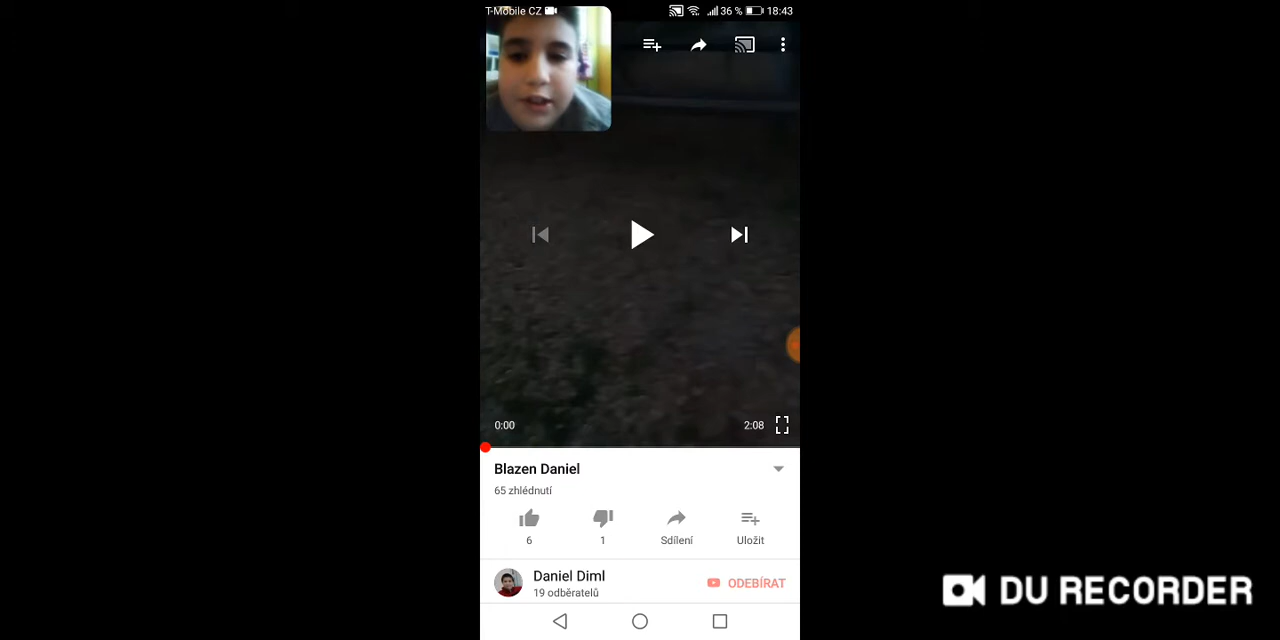 T-Mobile CZ 36 % 18:43
0:00 2:08
Blazen Daniel
65 zhlédnutí
6 1
Sdílení Uložit
Daniel Diml
19 odběratelů
ODEBÍRAT
DU RECORDER